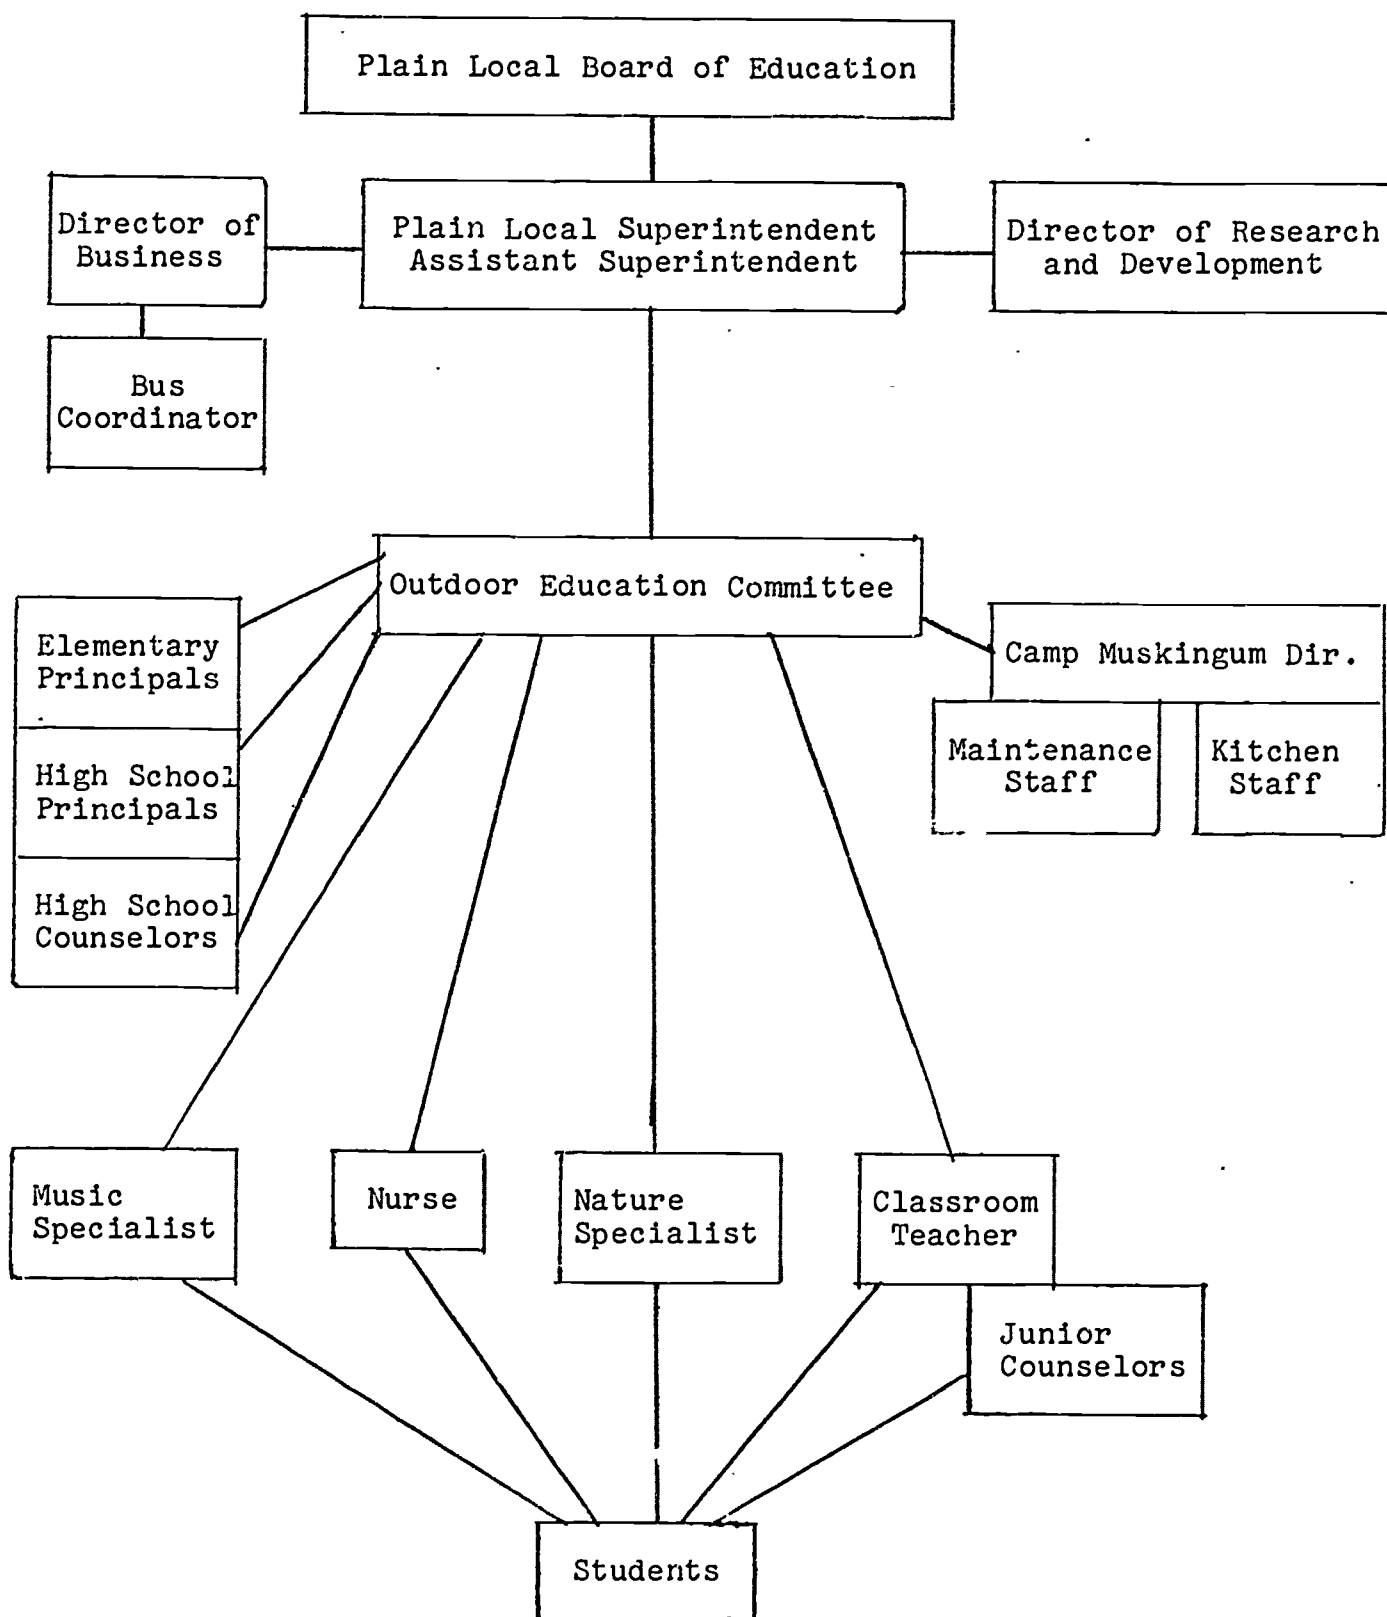 Plain Local Board of Education
Director of
Business
Plain Local Superintendent
Assistant Superintendent
Director of Research
and Development
Bus
Coordinator
Outdoor Education Committee
Elementary
Principals
High School
Principals
High School
Counselors
Camp Muskingum Dir.
Maintenance
Staff
Kitchen
Staff
Music
Specialist
Nurse
Nature
Specialist
Classroom
Teacher
Junior
Counselors
Students